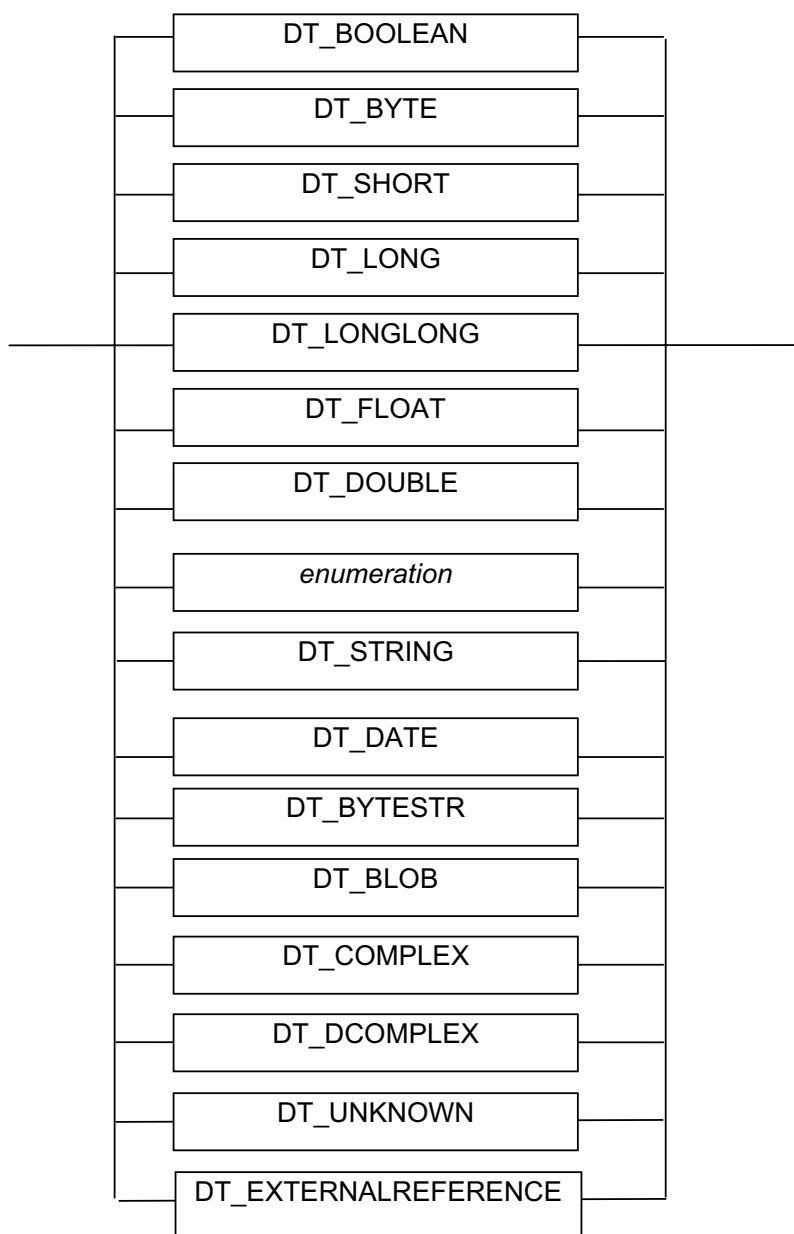 DT_BOOLEAN
DT_BYTE
DT_SHORT
DT_LONG
DT_LONGLONG
DT_FLOAT
DT_DOUBLE
enumeration
DT_STRING
DT_DATE
DT_BYTESTR
DT_BLOB
DT_COMPLEX
DT_DCOMPLEX
DT_UNKNOWN
DT_EXTERNALREFERENCE